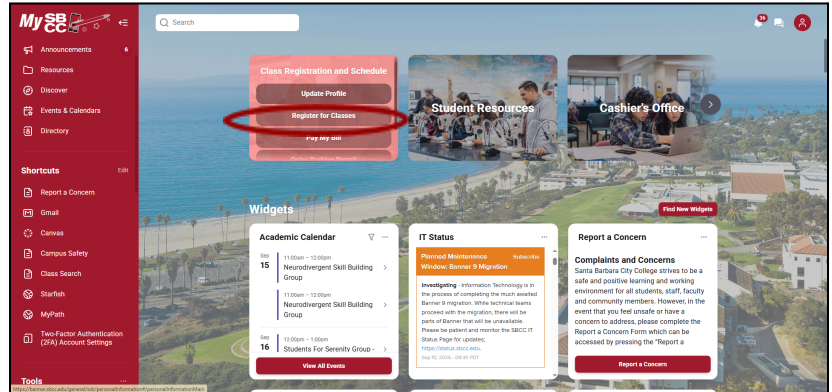 My SBCC
Search
38
Announcements 6
Resources
Discover
Events & Calendars
Directory
Shortcuts Edit
Report a Concern
Gmail
Canvas
Campus Safety
Class Search
Starfish
MyPath
Two-Factor Authentication
(2FA) Account Settings
Tools
https://banner.sbcc.edu/general/ssb/personalInformation#/personalInformationMain
Class Registration and Schedule
Update Profile
Register for Classes
Pay My Bill
Order Parking Permit
Student Resources
Cashier's Office
Widgets
Find New Widgets
Academic Calendar
Sep
15
11:00am - 12:00pm
Neurodivergent Skill Building
Group
11:00am - 12:00pm
Neurodivergent Skill Building
Group
Sep
16
12:00pm - 1:00pm
Students For Serenity Group -
View All Events
IT Status
Planned Maintenance Subscribe
Window: Banner 9 Migration
Investigating - Information Technology is in
the process of completing the much awaited
Banner 9 migration. While technical teams
proceed with the migration, there will be
parts of Banner that will be unavailable.
Please be patient and monitor the SBCC IT
Status Page for updates;
https://status.sbcc.edu.
Sep 10, 2025 - 08:40 PDT
Report a Concern
Complaints and Concerns
Santa Barbara City College strives to be a
safe and positive learning and working
environment for all students, staff, faculty
and community members. However, in the
event that you feel unsafe or have a
concern to address, please complete the
Report a Concern Form which can be
accessed by pressing the "Report a
Report a Concern